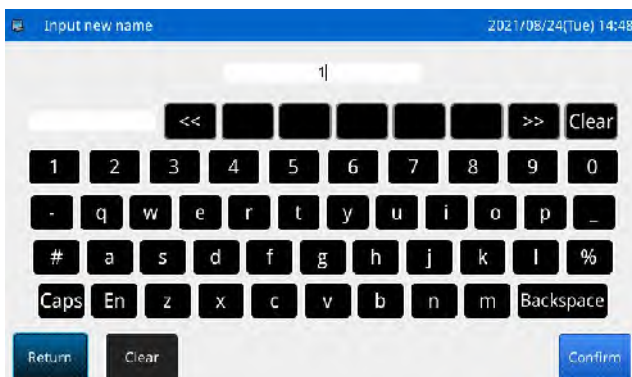 Input new name 2021/08/24(Tue) 14:48
1
<< >> Clear
1 2 3 4 5 6 7 8 9 0
- q w e r t y u i o p _
# a s d f g h j k l %
Caps En z x c v b n m Backspace
Return Clear Confirm